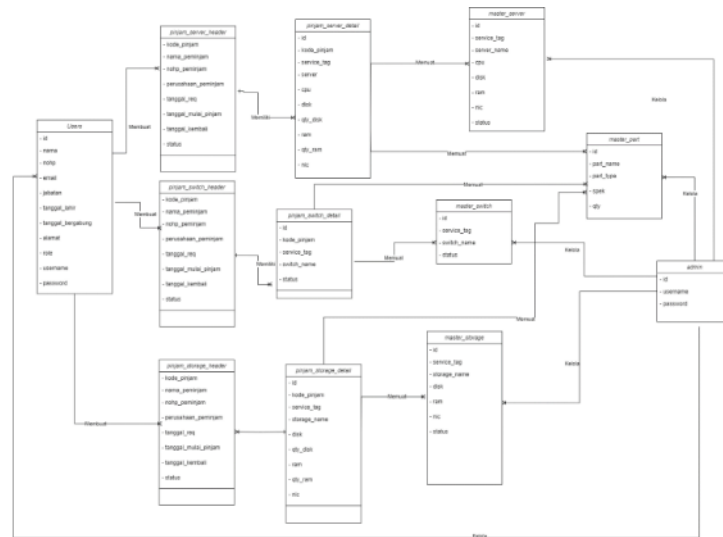 pinjam_server_header
- kode_pinjam
- nama_peminjam
- nohp_peminjam
- perusahaan_peminjam
- tanggal_req
- tanggal_mulai_pinjam
- tanggal_kembali
- status
pinjam_server_detail
- id
- kode_pinjam
- service_tag
- server
- cpu
- disk
- qty_disk
- ram
- qty_ram
- nic
master_server
- id
- service_tag
- server_name
- cpu
- disk
- ram
- nic
- status
Users
- id
- nama
- nohp
- email
- jabatan
- tanggal_lahir
- tanggal_bergabung
- alamat
- role
- username
- password
master_part
- id
- part_name
- part_type
- spek
- qty
pinjam_switch_header
- kode_pinjam
- nama_peminjam
- nohp_peminjam
- perusahaan_peminjam
- tanggal_req
- tanggal_mulai_pinjam
- tanggal_kembali
- status
pinjam_switch_detail
- id
- kode_pinjam
- service_tag
- switch_name
- status
master_switch
- id
- service_tag
- switch_name
- status
admin
- id
- username
- password
pinjam_storage_header
- kode_pinjam
- nama_peminjam
- nohp_peminjam
- perusahaan_peminjam
- tanggal_req
- tanggal_mulai_pinjam
- tanggal_kembali
- status
pinjam_storage_detail
- id
- kode_pinjam
- service_tag
- storage_name
- disk
- qty_disk
- ram
- qty_ram
- nic
master_storage
- id
- service_tag
- storage_name
- disk
- ram
- nic
- status
Membuat
Membuat
Membuat
Memiliki
Memiliki
Memuat
Memuat
Memuat
Memuat
Memuat
Memuat
Kelola
Kelola
Kelola
Kelola
Kelola